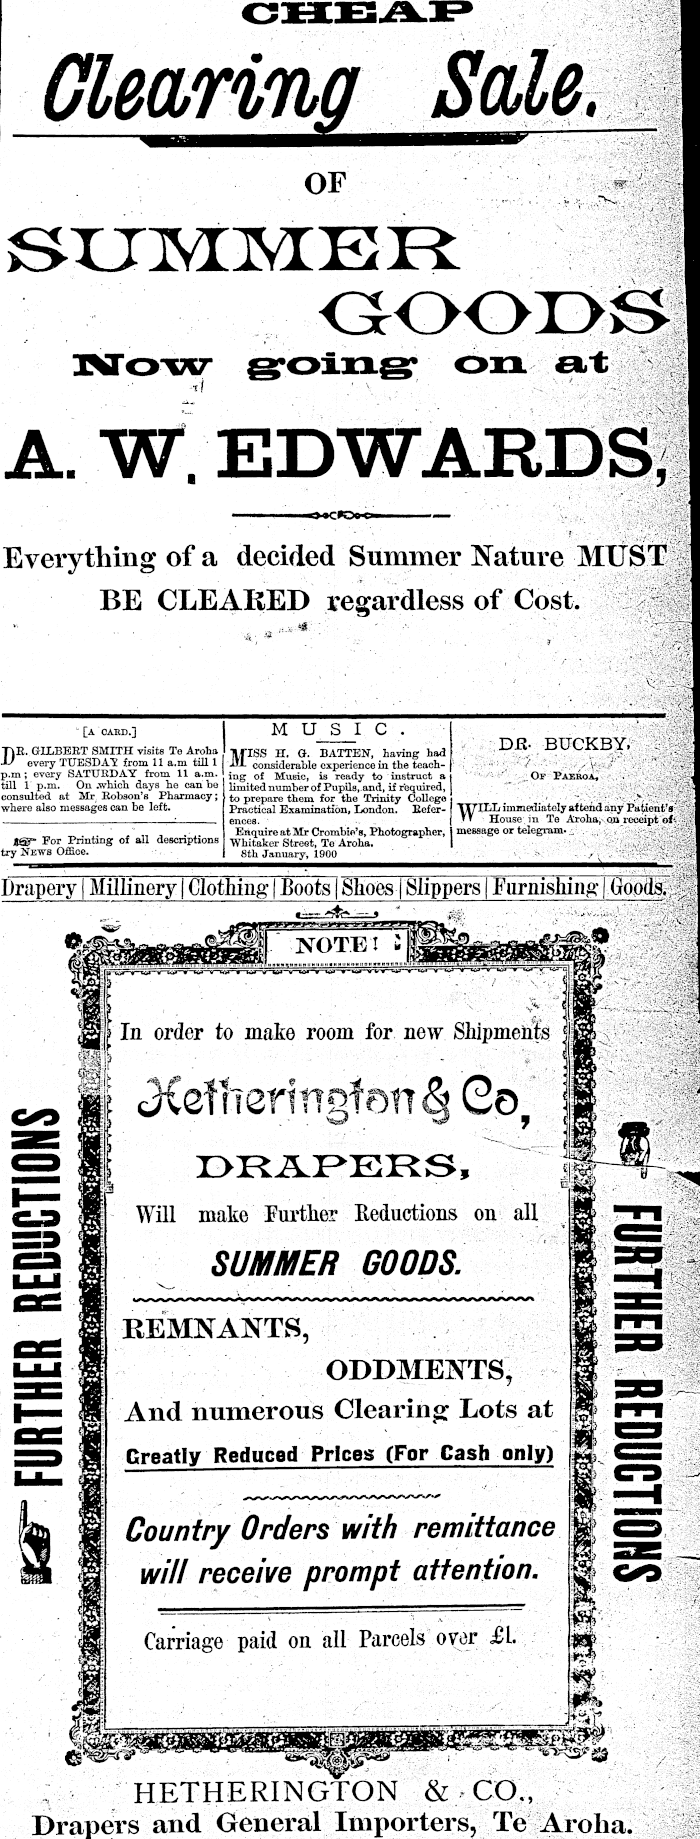 CHEAP
Clearing Sale.
OF
SUMMER
GOODS
Now going on at
A. W. EDWARDS,
Everything of a decided Summer Nature MUST
BE CLEARED regardless of Cost.
[A CARD.]
DR. GILBERT SMITH visits Te Aroha
every TUESDAY from 11 a.m till 1
p.m; every SATURDAY from 11 a.m.
till 1 p.m. On which days he can be
consulted at Mr Robson's Pharmacy;
where also messages can be left.
For Printing of all descriptions
try NEWS Office.
MUSIC.
MISS H. G. BATTEN, having had
considerable experience in the teach-
ing of Music, is ready to instruct a
limited number of Pupils, and, if required,
to prepare them for the Trinity College
Practical Examination, London. Refer-
ences.
Enquire at Mr Crombie's, Photographer,
Whitaker Street, Te Aroha.
8th January, 1900
DR. BUCKBY,
OF PAEROA,
WILL immediately attend any Patient's
House in Te Aroha, on receipt of
message or telegram.
Drapery | Millinery | Clothing | Boots | Shoes | Slippers | Furnishing | Goods.
NOTE!
In order to make room for new Shipments
Hetherington & Co,
DRAPERS,
Will make Further Reductions on all
SUMMER GOODS.
REMNANTS,
ODDMENTS,
And numerous Clearing Lots at
Greatly Reduced Prices (For Cash only)
Country Orders with remittance
will receive prompt attention.
Carriage paid on all Parcels over £1.
FURTHER REDUCTIONS
FURTHER REDUCTIONS
HETHERINGTON & CO.,
Drapers and General Importers, Te Aroha.